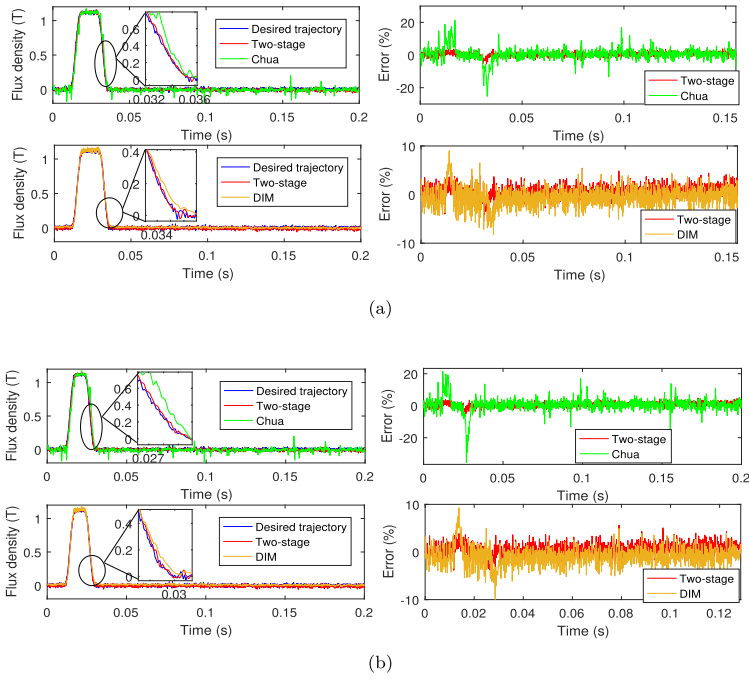 Flux density (T)
1
0.5
0
0 0.05 0.1 0.15 0.2
Time (s)
0.8
0.6
0.4
0.2
0
0.032 0.036
Desired trajectory
Two-stage
Chua
Error (%)
20
0
-20
0 0.05 0.1 0.15
Time (s)
Two-stage
Chua
Flux density (T)
1
0.5
0
0 0.05 0.1 0.15 0.2
Time (s)
0.4
0.2
0
0.034
Desired trajectory
Two-stage
DIM
Error (%)
10
0
-10
0 0.05 0.1 0.15
Time (s)
Two-stage
DIM
(a)
Flux density (T)
1
0.5
0
0 0.05 0.1 0.15 0.2
Time (s)
0.6
0.4
0.2
0
0.027
Desired trajectory
Two-stage
Chua
Error (%)
20
0
-20
0 0.05 0.1 0.15 0.2
Time (s)
Two-stage
Chua
Flux density (T)
1
0.5
0
0 0.05 0.1 0.15 0.2
Time (s)
0.4
0.2
0
0.03
Desired trajectory
Two-stage
DIM
Error (%)
10
0
-10
0 0.02 0.04 0.06 0.08 0.1 0.12
Time (s)
Two-stage
DIM
(b)